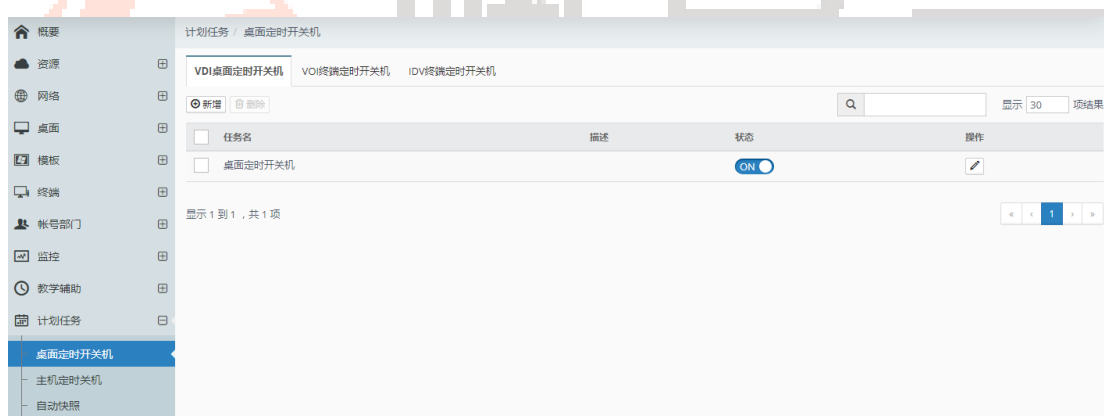 概要
计划任务 / 桌面定时开关机
资源
VDI桌面定时开关机 VOI终端定时开关机 IDV终端定时开关机
网络
新增 删除 显示 30 项结果
桌面
任务名 描述 状态 操作
模板
桌面定时开关机 ON
终端
帐号部门
显示 1 到 1 ，共 1 项 « ‹ 1 › »
监控
教学辅助
计划任务
桌面定时开关机
主机定时关机
自动快照